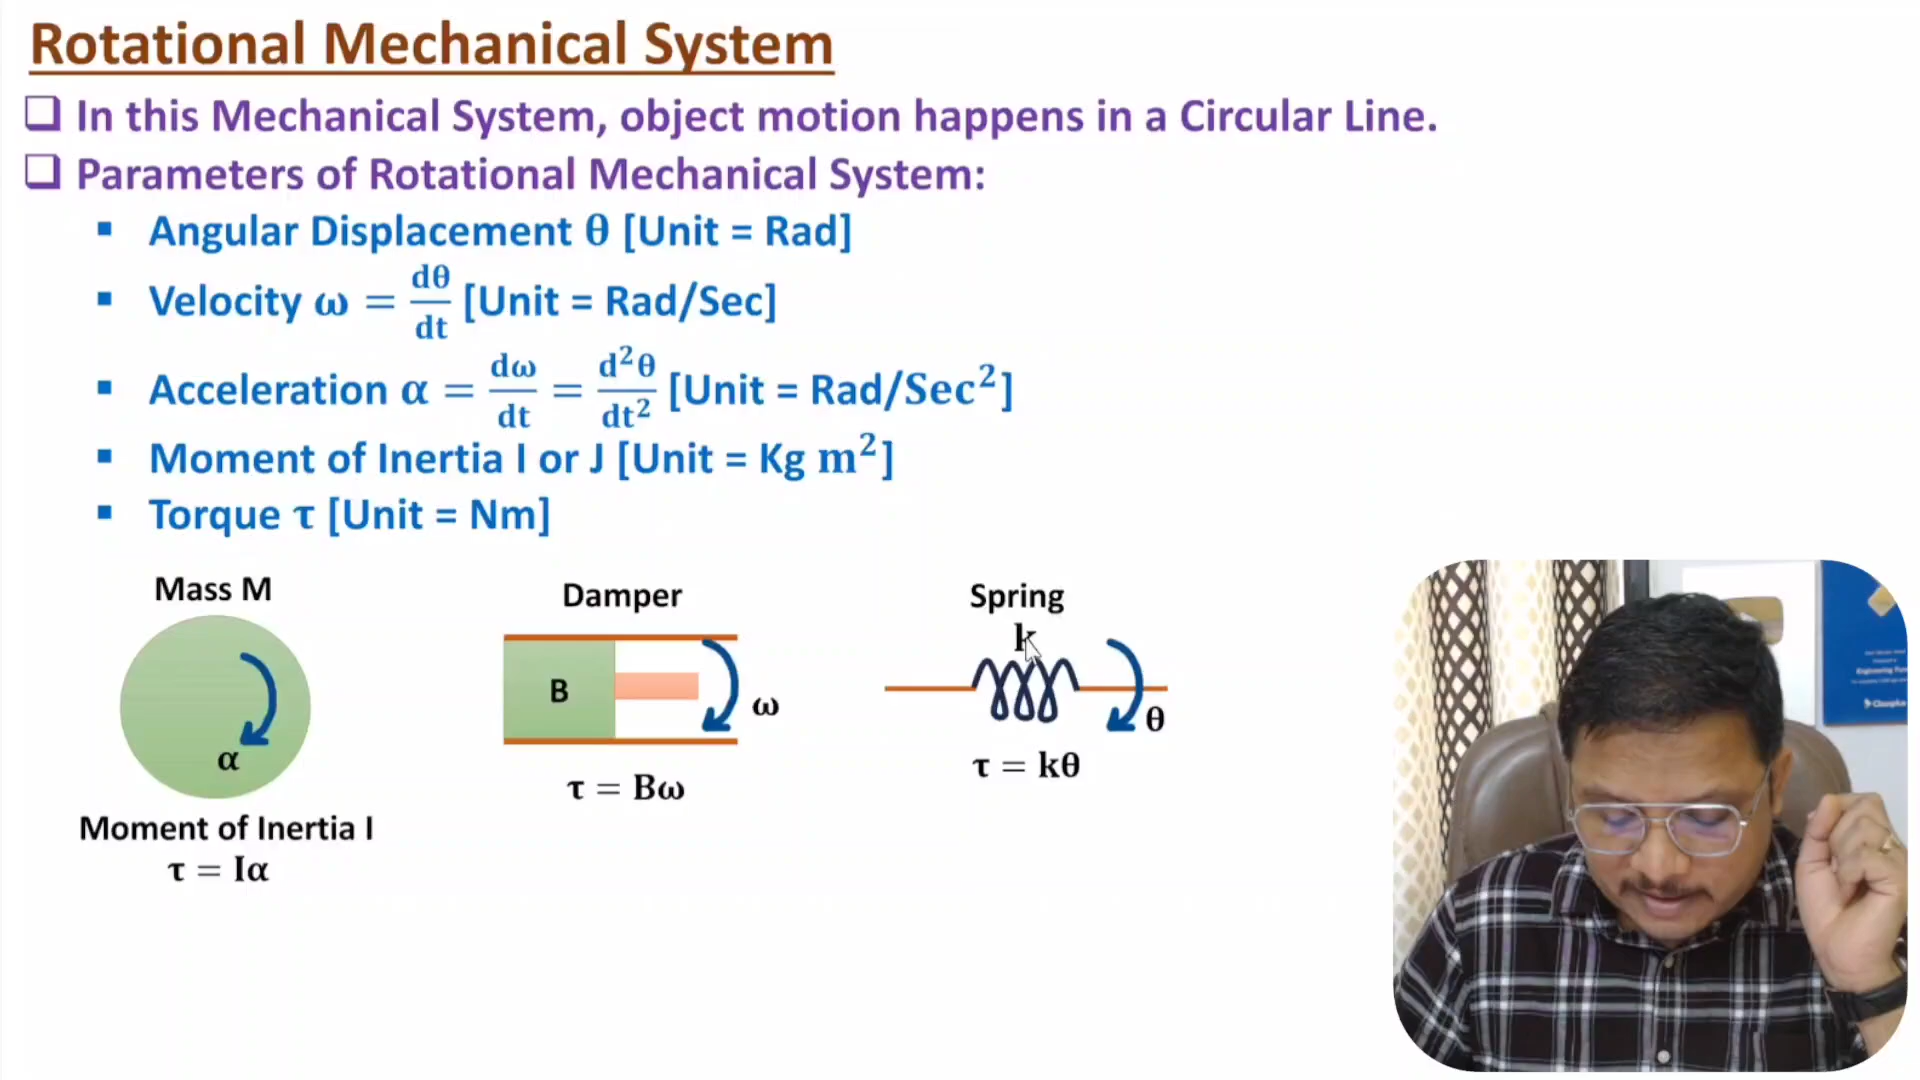 Rotational Mechanical System
❑ In this Mechanical System, object motion happens in a Circular Line.
❑ Parameters of Rotational Mechanical System:
▪ Angular Displacement θ [Unit = Rad]
▪ Velocity ω = dθ/dt [Unit = Rad/Sec]
▪ Acceleration α = dω/dt = d²θ/dt² [Unit = Rad/Sec²]
▪ Moment of Inertia I or J [Unit = Kg m²]
▪ Torque τ [Unit = Nm]
Mass M
α
Moment of Inertia I
τ = Iα
Damper
B
ω
τ = Bω
Spring
k
θ
τ = kθ